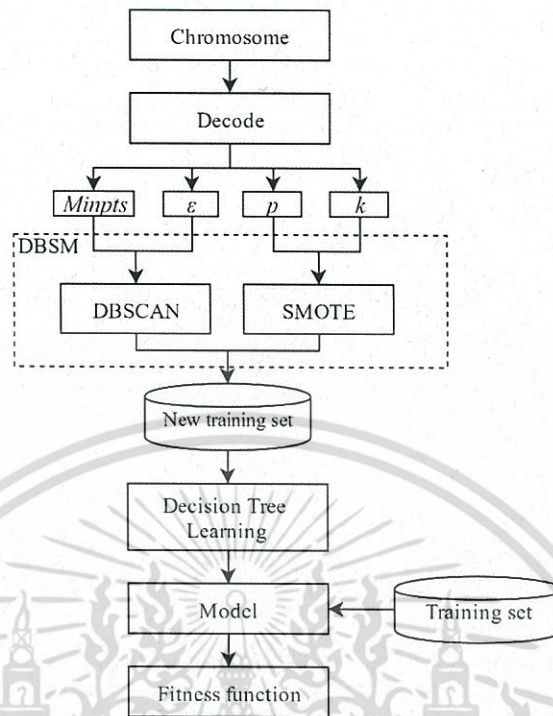 Chromosome
Decode
Minpts
ε
p
k
DBSM
DBSCAN
SMOTE
New training set
Decision Tree
Learning
Model
Training set
Fitness function